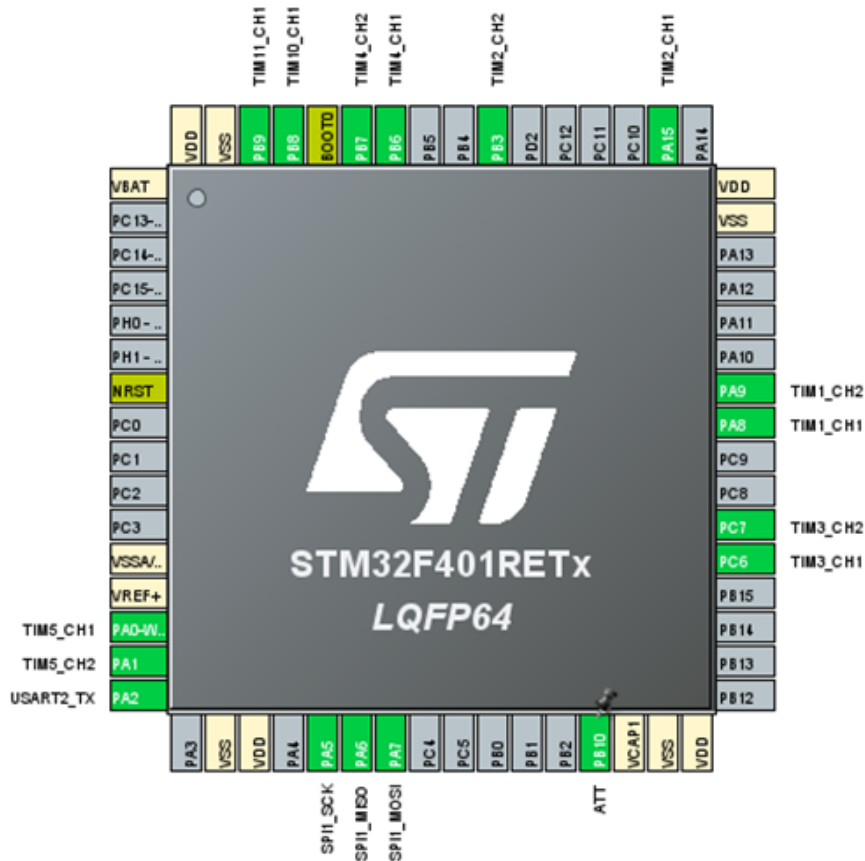 TIM11_CH1
TIM10_CH1
TIM4_CH2
TIM4_CH1
TIM2_CH2
TIM2_CH1
VDD
VSS
PB9
PB8
BOOT0
PB7
PB6
PB5
PB4
PB3
PD2
PC12
PC11
PC10
PA15
PA14
VBAT
PC13-..
PC14-..
PC15-..
PH0- ..
PH1- ..
NRST
PC0
PC1
PC2
PC3
VSSA/..
VREF+
TIM5_CH1 PA0-W..
TIM5_CH2 PA1
USART2_TX PA2
STM32F401RETx
LQFP64
VDD
VSS
PA13
PA12
PA11
PA10
PA9 TIM1_CH2
PA8 TIM1_CH1
PC9
PC8
PC7 TIM3_CH2
PC6 TIM3_CH1
PB15
PB14
PB13
PB12
PA3
VSS
VDD
PA4
PA5
PA6
PA7
PC4
PC5
PB0
PB1
PB2
PB10
VCAP1
VSS
VDD
SPI1_SCK
SPI1_MISO
SPI1_MOSI
ATT